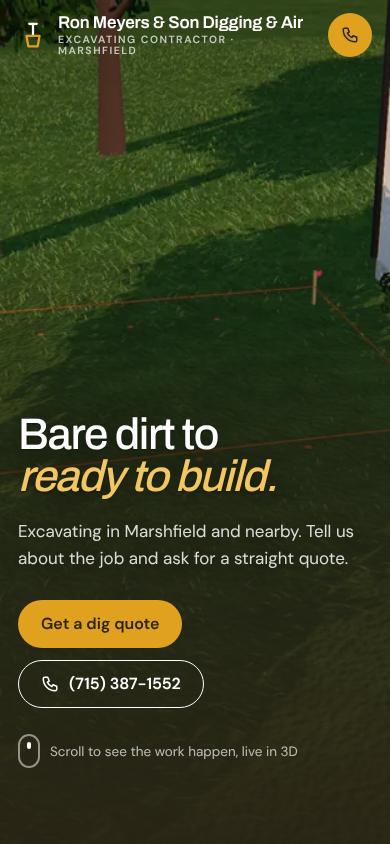 Ron Meyers & Son Digging & Air
EXCAVATING CONTRACTOR ·
MARSHFIELD
Bare dirt to
ready to build.
Excavating in Marshfield and nearby. Tell us
about the job and ask for a straight quote.
Get a dig quote
(715) 387-1552
Scroll to see the work happen, live in 3D